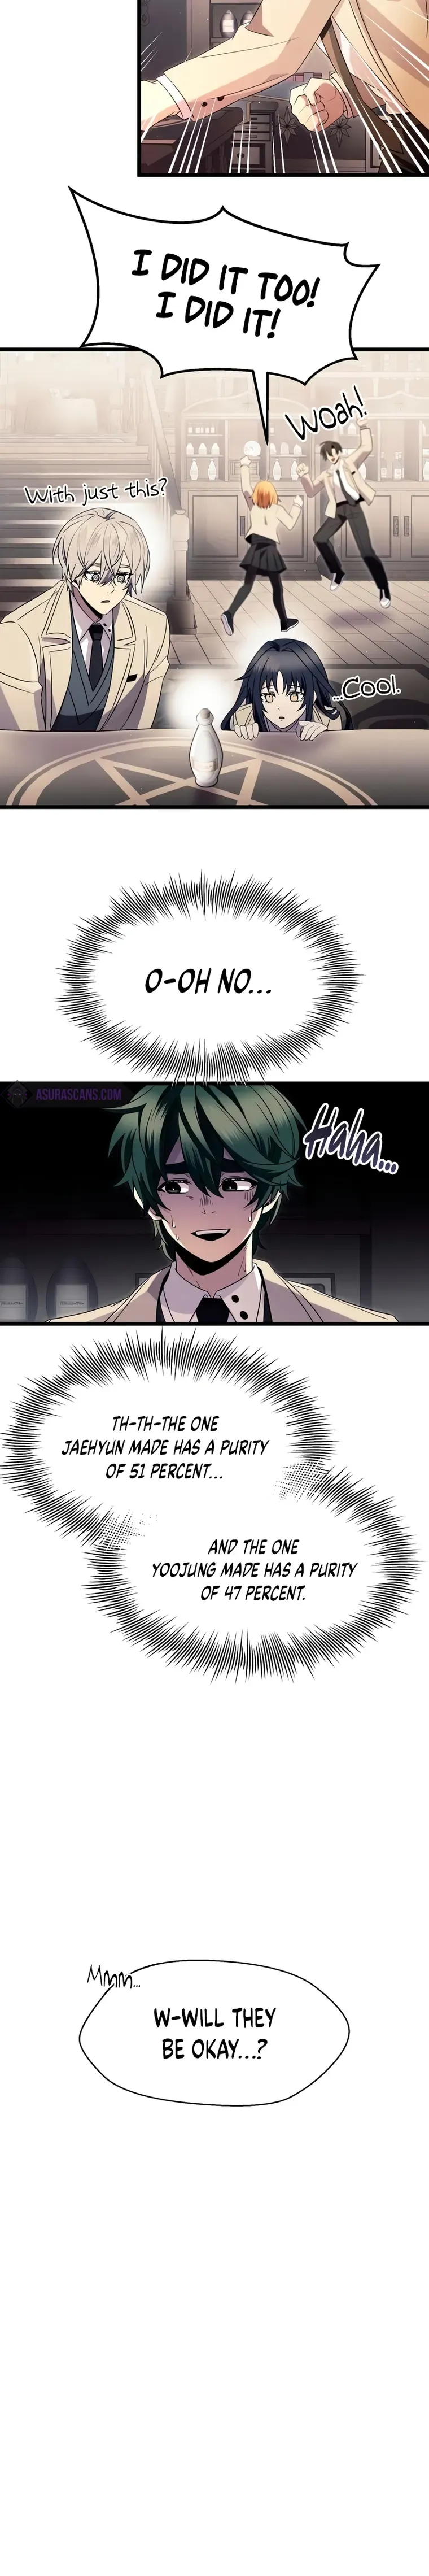 I DID IT TOO!
I DID IT!
Woah!
With just this?
...Cool.
O-OH NO...
ASURASCANS.COM
Haha...
TH-TH-THE ONE
JAEHYUN MADE HAS A PURITY
OF 51 PERCENT...
AND THE ONE
YOOJUNG MADE HAS A PURITY
OF 47 PERCENT.
Mmm...
W-WILL THEY
BE OKAY...?